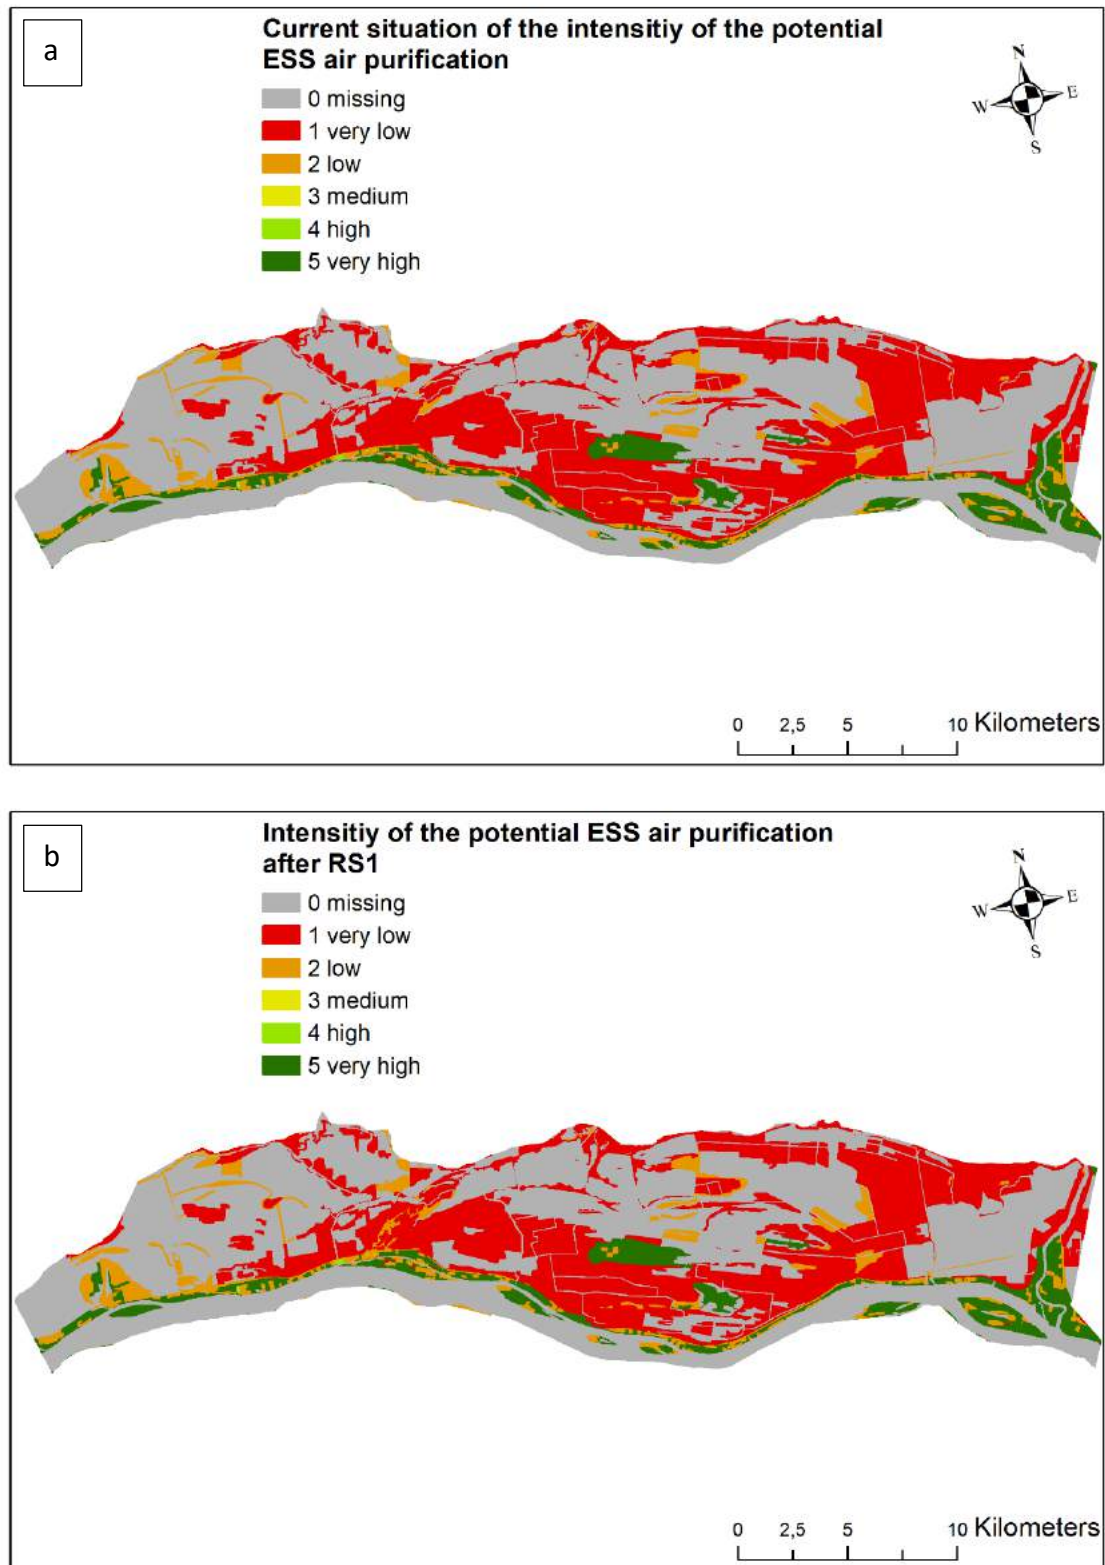 a
Current situation of the intensitiy of the potential
ESS air purification
0 missing
1 very low
2 low
3 medium
4 high
5 very high
N
W E
S
0 2,5 5 10 Kilometers
b
Intensitiy of the potential ESS air purification
after RS1
0 missing
1 very low
2 low
3 medium
4 high
5 very high
N
W E
S
0 2,5 5 10 Kilometers